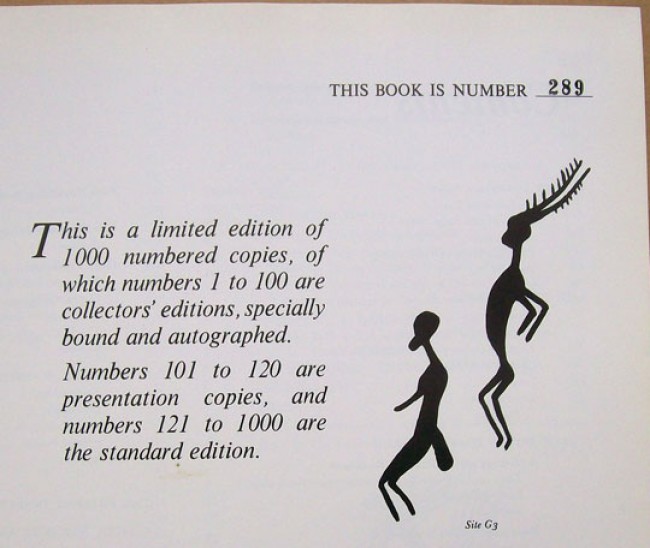 THIS BOOK IS NUMBER 289
This is a limited edition of
1000 numbered copies, of
which numbers 1 to 100 are
collectors' editions, specially
bound and autographed.
Numbers 101 to 120 are
presentation copies, and
numbers 121 to 1000 are
the standard edition.
Site G3